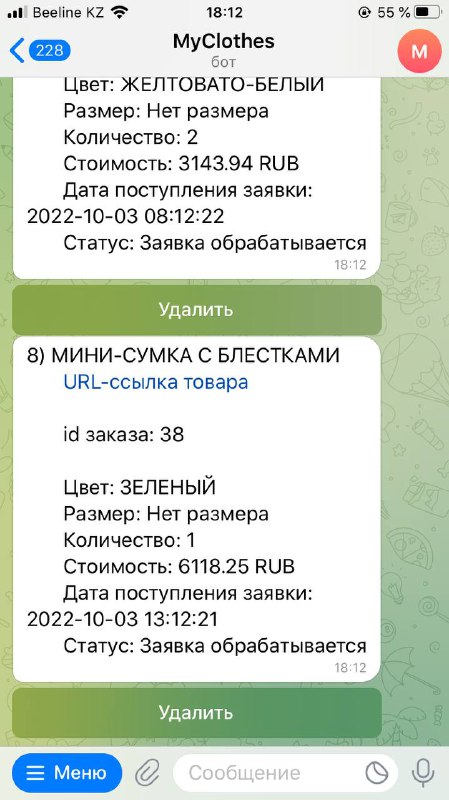 Beeline KZ
18:12
55 %
228
MyClothes
бот
M
Цвет: ЖЕЛТОВАТО-БЕЛЫЙ
Размер: Нет размера
Количество: 2
Стоимость: 3143.94 RUB
Дата поступления заявки:
2022-10-03 08:12:22
Статус: Заявка обрабатывается
18:12
Удалить
8) МИНИ-СУМКА С БЛЕСТКАМИ
URL-ссылка товара
id заказа: 38
Цвет: ЗЕЛЕНЫЙ
Размер: Нет размера
Количество: 1
Стоимость: 6118.25 RUB
Дата поступления заявки:
2022-10-03 13:12:21
Статус: Заявка обрабатывается
18:12
Удалить
Меню
Сообщение